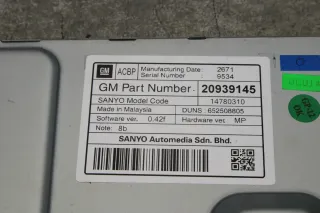 GM ACBP Manufacturing Date: 2671
Serial Number : 9534
GM Part Number 20939145
SANYO Model Code 14780310
Made in Malaysia DUNS : 652508805
Software ver. : 0.42f Hardware ver. : MP
Note: 8b
SANYO Automedia Sdn. Bhd.